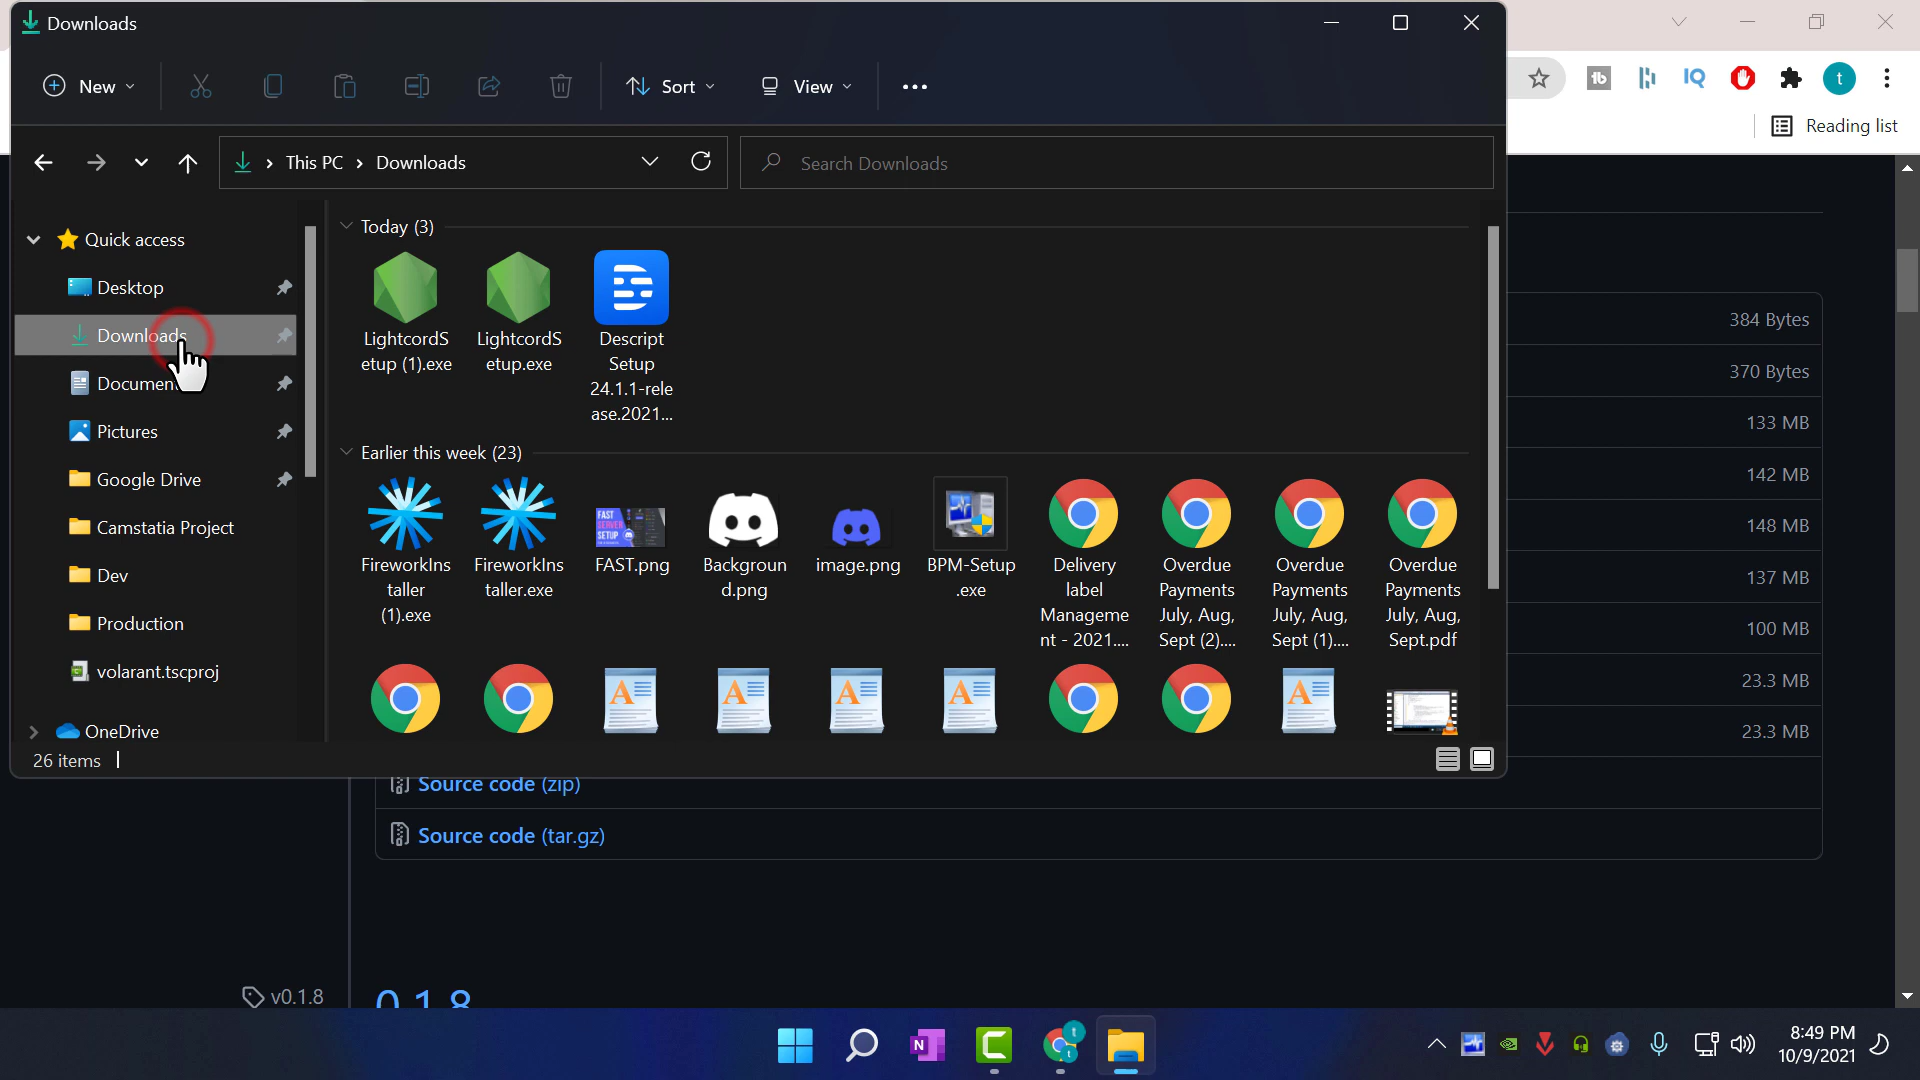 Downloads
New
Sort
View
Reading list
This PC > Downloads
Search Downloads
Quick access
Desktop
Downloads
Documen
Pictures
Google Drive
Camstatia Project
Dev
Production
volarant.tscproj
OneDrive
Today (3)
LightcordS
etup (1).exe
LightcordS
etup.exe
Descript
Setup
24.1.1-rele
ase.2021...
Earlier this week (23)
FireworkIns
taller
(1).exe
FireworkIns
taller.exe
FAST.png
Backgroun
d.png
image.png
BPM-Setup
.exe
Delivery
label
Manageme
nt - 2021....
Overdue
Payments
July, Aug,
Sept (2)....
Overdue
Payments
July, Aug,
Sept (1)....
Overdue
Payments
July, Aug,
Sept.pdf
FAST
SERVER
SETUP
26 items
384 Bytes
370 Bytes
133 MB
142 MB
148 MB
137 MB
100 MB
23.3 MB
23.3 MB
Source code (zip)
Source code (tar.gz)
v0.1.8
0.1.8
8:49 PM
10/9/2021